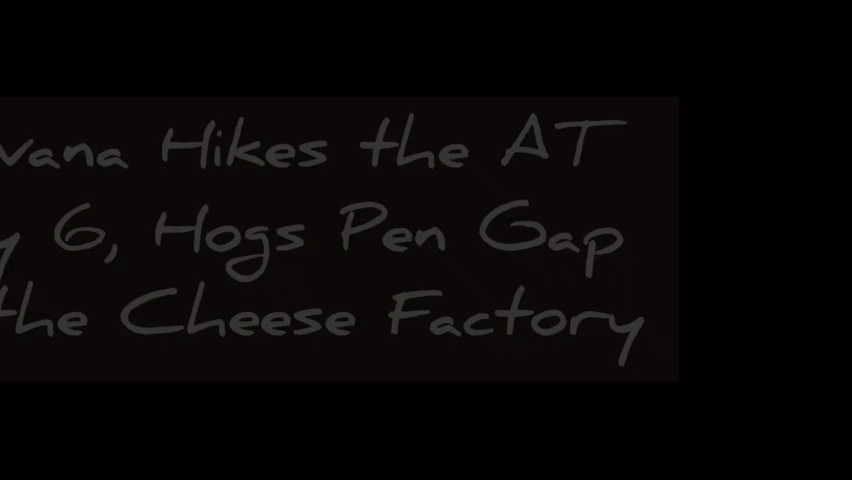 vana Hikes the AT
y 6, Hogs Pen Gap
the Cheese Factory